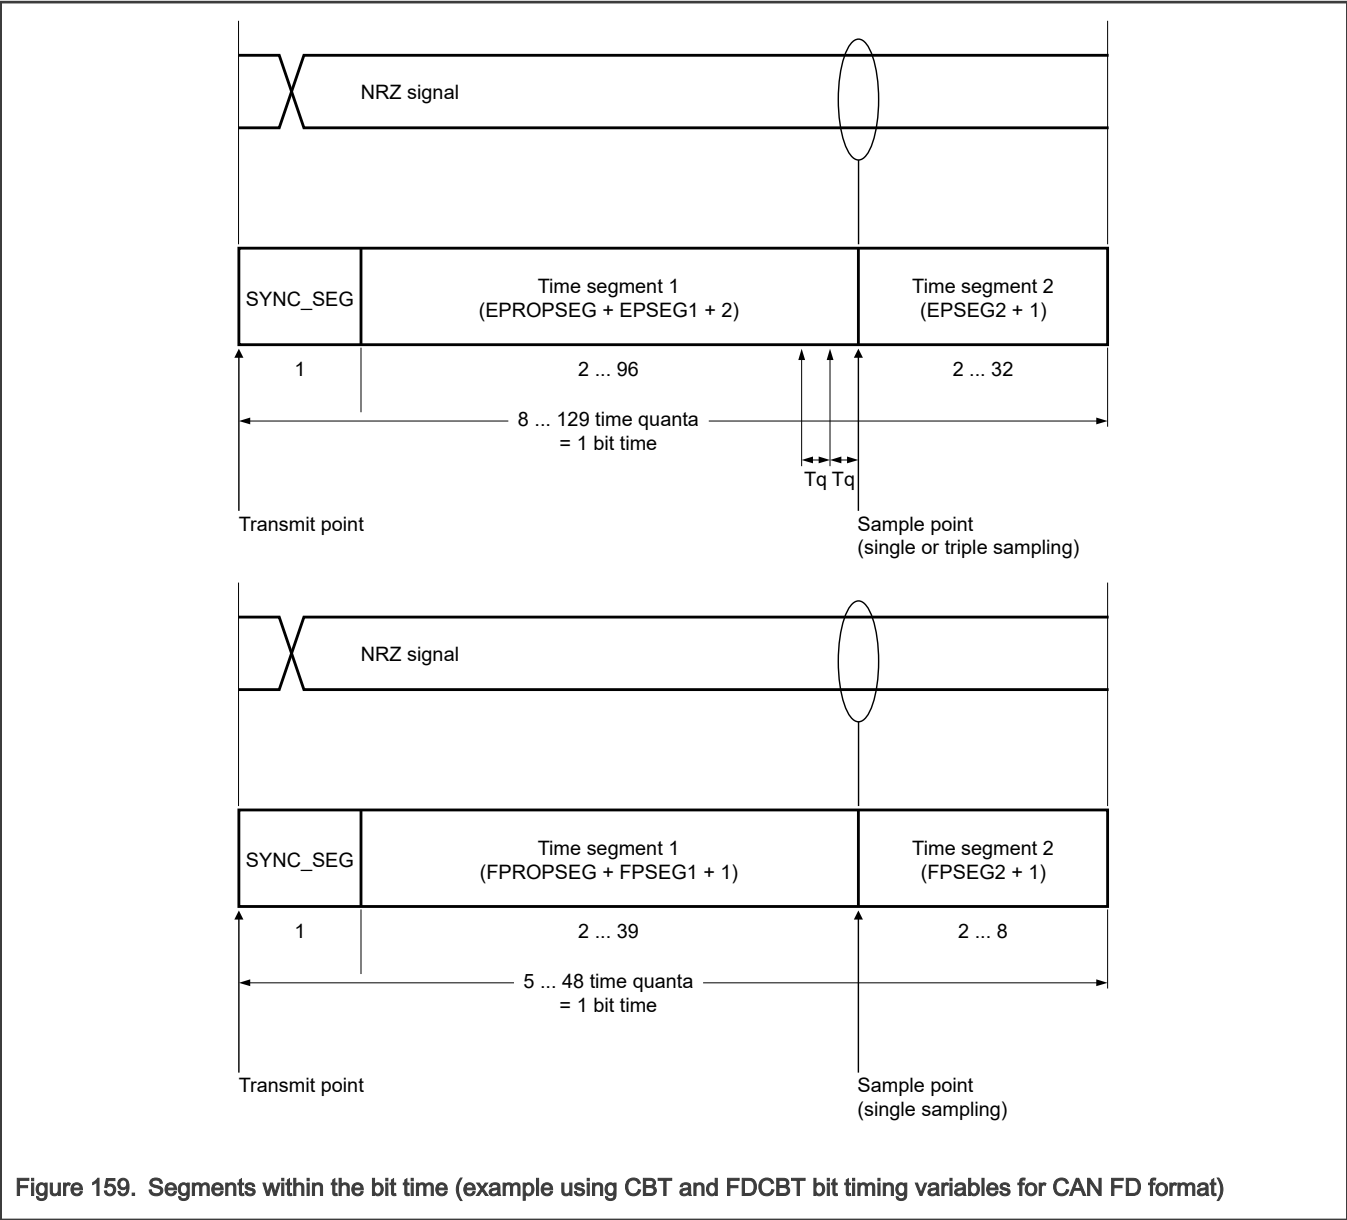 NRZ signal
SYNC_SEG
Time segment 1
(EPROPSEG + EPSEG1 + 2)
Time segment 2
(EPSEG2 + 1)
1
2 ... 96
2 ... 32
8 ... 129 time quanta
= 1 bit time
Tq Tq
Transmit point
Sample point
(single or triple sampling)
NRZ signal
SYNC_SEG
Time segment 1
(FPROPSEG + FPSEG1 + 1)
Time segment 2
(FPSEG2 + 1)
1
2 ... 39
2 ... 8
5 ... 48 time quanta
= 1 bit time
Transmit point
Sample point
(single sampling)
Figure 159. Segments within the bit time (example using CBT and FDCBT bit timing variables for CAN FD format)